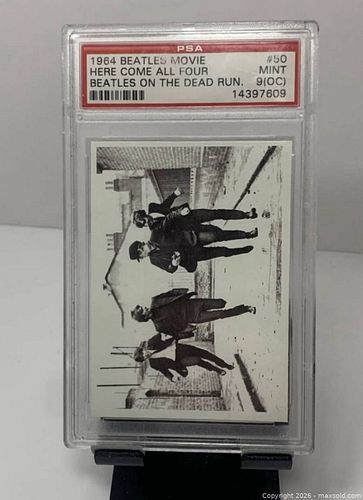 PSA
1964 BEATLES MOVIE #50
HERE COME ALL FOUR MINT
BEATLES ON THE DEAD RUN. 9(OC)
14397609
Copyright 2026 - maxsold.com